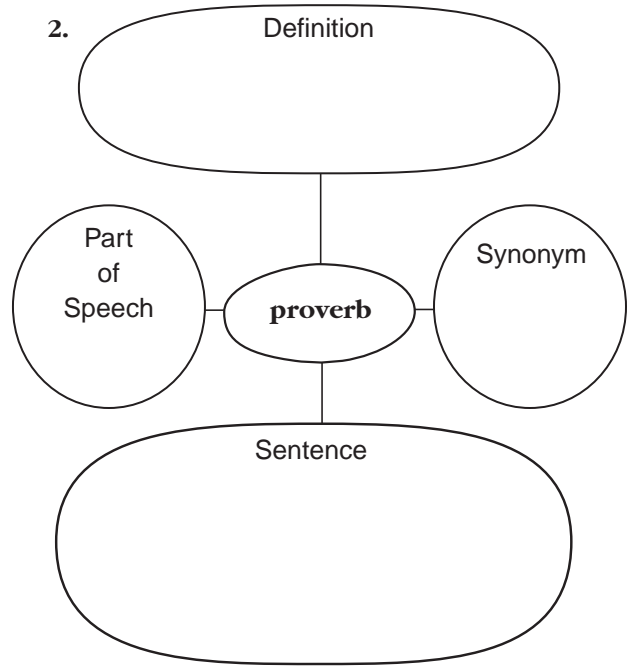 2.
Definition
Part
of
Speech
proverb
Synonym
Sentence